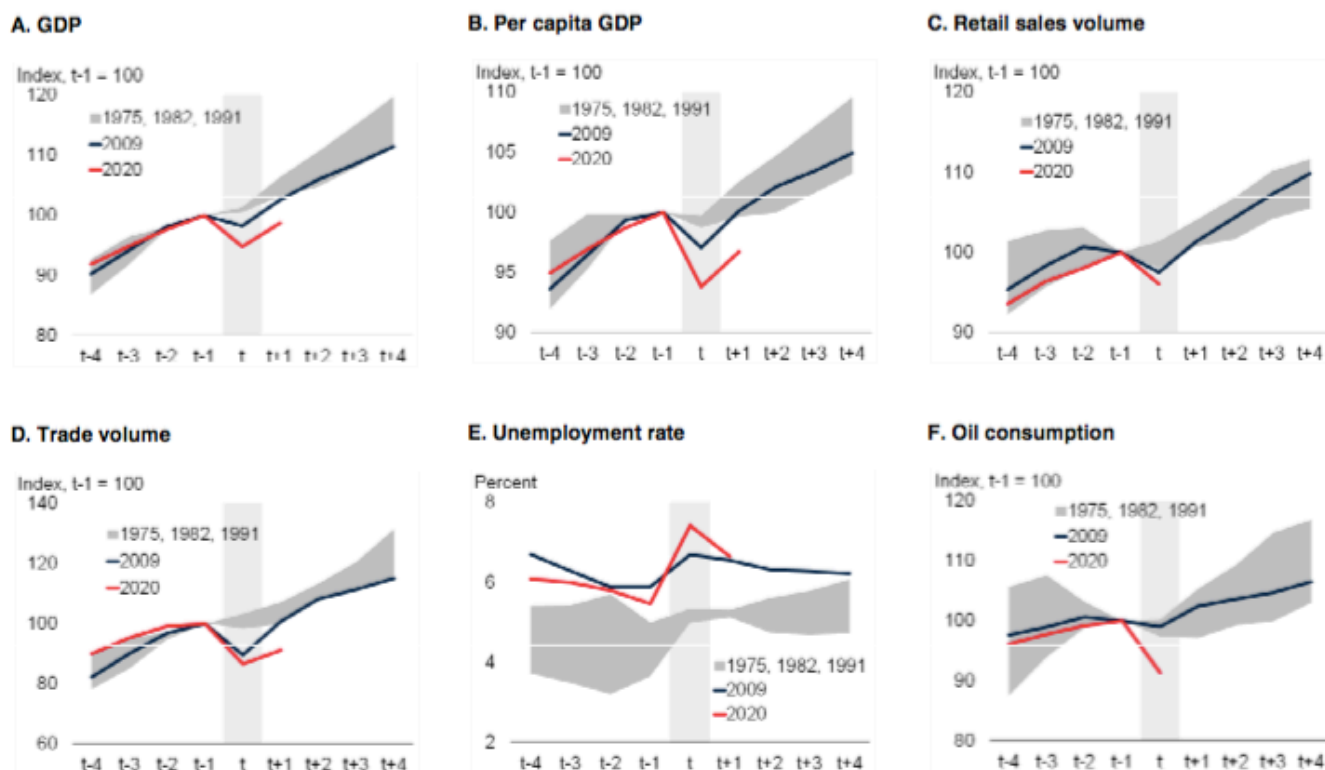 A. GDP
Index, t-1 = 100
120
110
100
90
80
1975, 1982, 1991
2009
2020
t-4 t-3 t-2 t-1 t t+1 t+2 t+3 t+4
B. Per capita GDP
Index, t-1 = 100
110
105
100
95
90
1975, 1982, 1991
2009
2020
t-4 t-3 t-2 t-1 t t+1 t+2 t+3 t+4
C. Retail sales volume
Index, t-1 = 100
120
110
100
90
1975, 1982, 1991
2009
2020
t-4 t-3 t-2 t-1 t t+1 t+2 t+3 t+4
D. Trade volume
Index, t-1 = 100
140
120
100
80
60
1975, 1982, 1991
2009
2020
t-4 t-3 t-2 t-1 t t+1 t+2 t+3 t+4
E. Unemployment rate
Percent
8
6
4
2
1975, 1982, 1991
2009
2020
t-4 t-3 t-2 t-1 t t+1 t+2 t+3 t+4
F. Oil consumption
Index, t-1 = 100
120
110
100
90
80
1975, 1982, 1991
2009
2020
t-4 t-3 t-2 t-1 t t+1 t+2 t+3 t+4